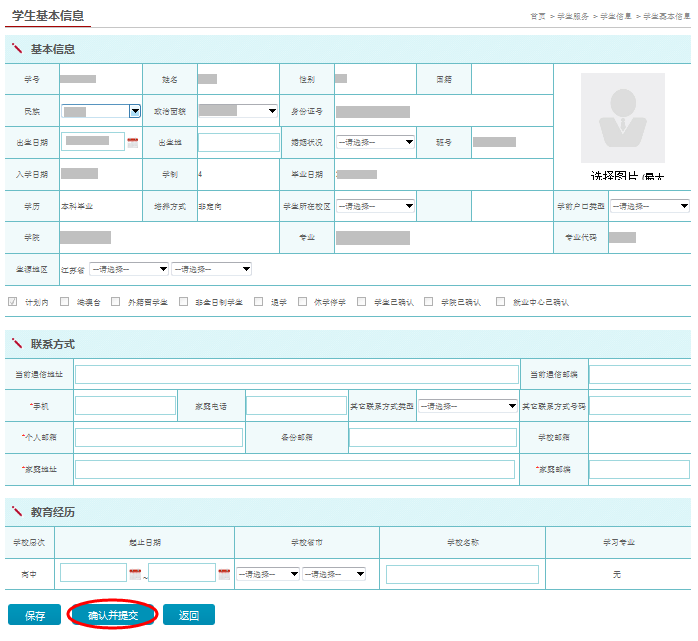 学生基本信息
首页 > 学生服务 > 学生信息 > 学生基本信息
基本信息
学号 姓名 性别 国籍
民族 政治面貌 身份证号
出生日期 出生地 婚姻状况 --请选择-- 班号
选择图片(最大
入学日期 学制 4 毕业日期
学历 本科毕业 培养方式 非定向 学生所在校区 --请选择-- 学前户口类型 --请选择--
学院 专业 专业代码
生源地区 江苏省 --请选择-- --请选择--
计划内 港澳台 外籍留学生 非全日制学生 退学 休学停学 学生已确认 学院已确认 就业中心已确认
联系方式
当前通信地址 当前通信邮编
*手机 家庭电话 其它联系方式类型 --请选择-- 其它联系方式号码
*个人邮箱 备份邮箱 学校邮箱
*家庭地址 *家庭邮编
教育经历
学校层次 起止日期 学校省市 学校名称 学习专业
高中 ~ --请选择-- --请选择-- 无
保存 确认并提交 返回